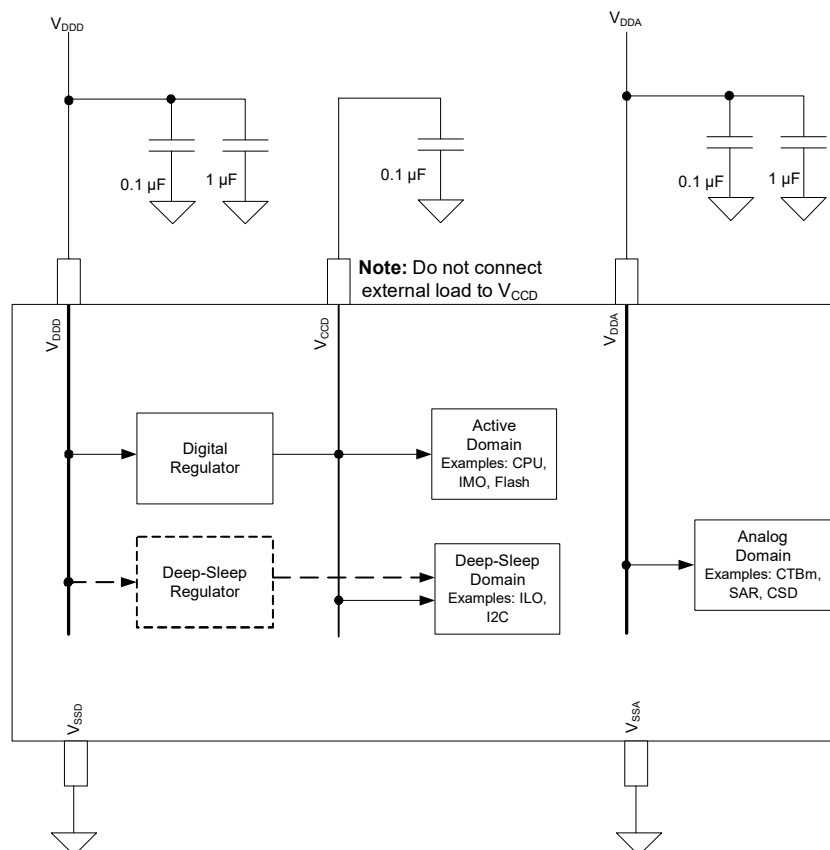 VDDD
VDDA
0.1 µF
1 µF
0.1 µF
0.1 µF
1 µF
Note: Do not connect
external load to VCCD
VDDD
VCCD
VDDA
Digital
Regulator
Active
Domain
Examples: CPU,
IMO, Flash
Deep-Sleep
Regulator
Deep-Sleep
Domain
Examples: ILO,
I2C
Analog
Domain
Examples: CTBm,
SAR, CSD
VSSD
VSSA